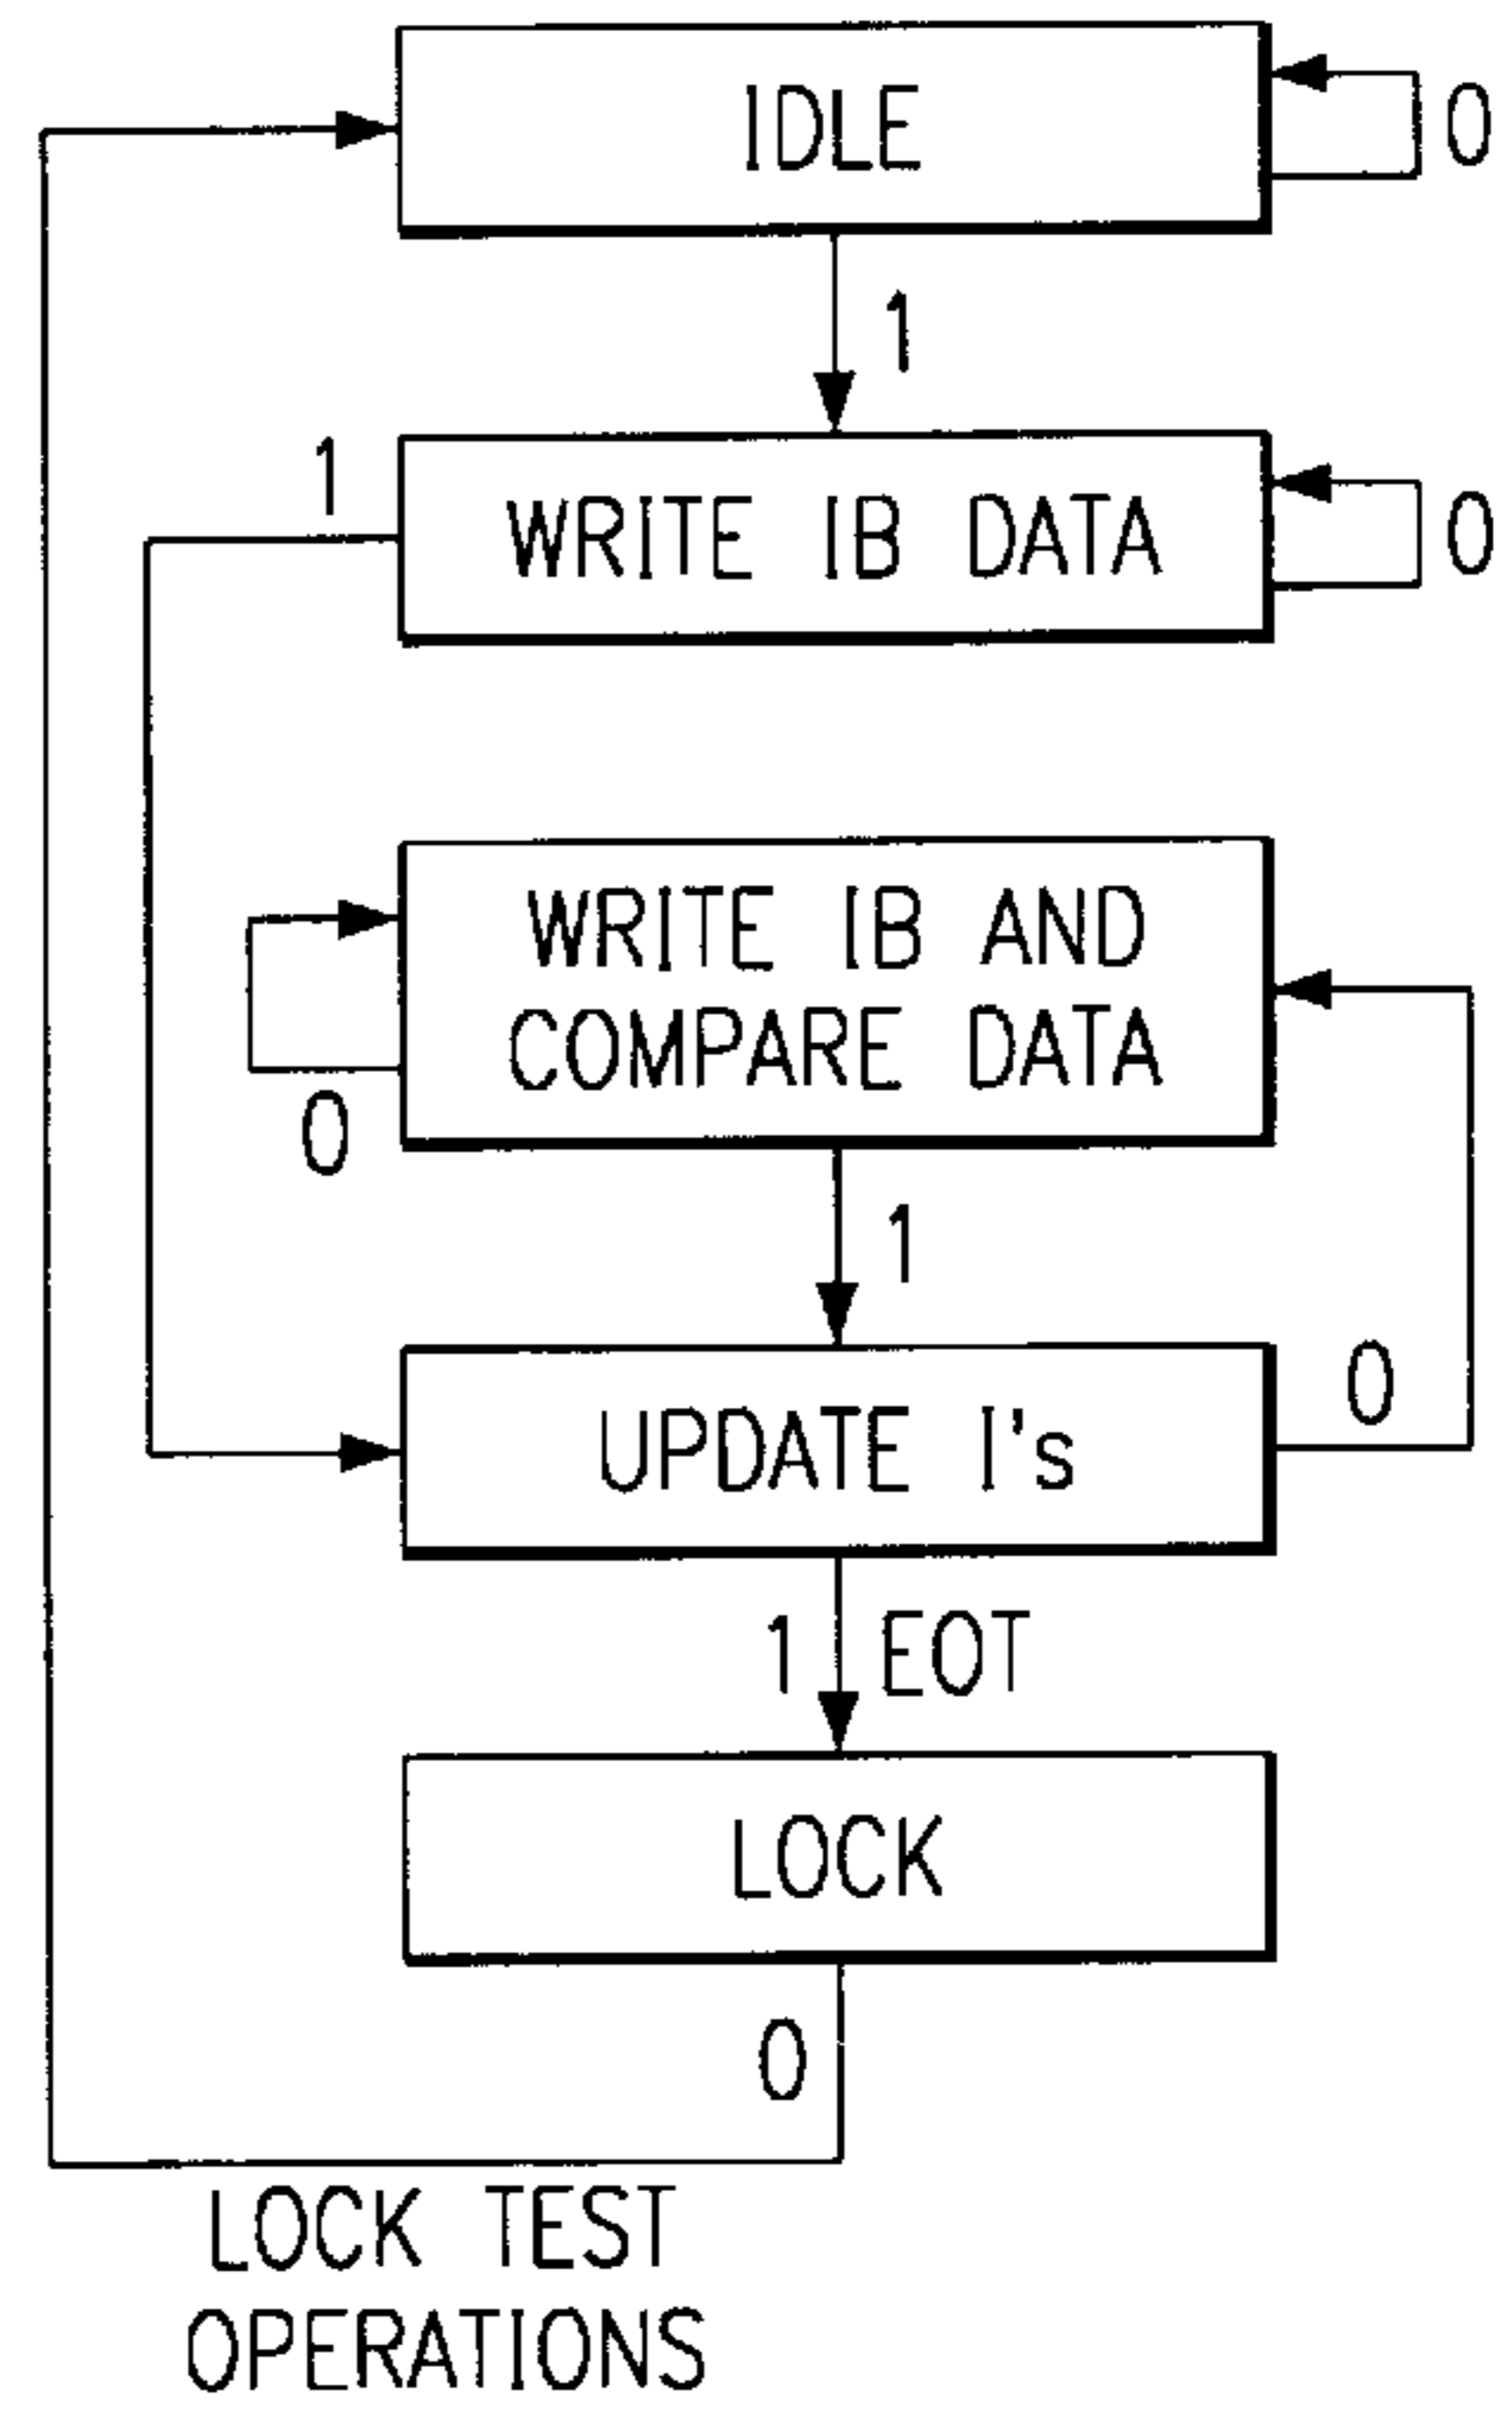 IDLE
0
1
1
WRITE IB DATA
0
WRITE IB AND
COMPARE DATA
0
1
UPDATE I's
0
1 EOT
LOCK
0
LOCK TEST
OPERATIONS